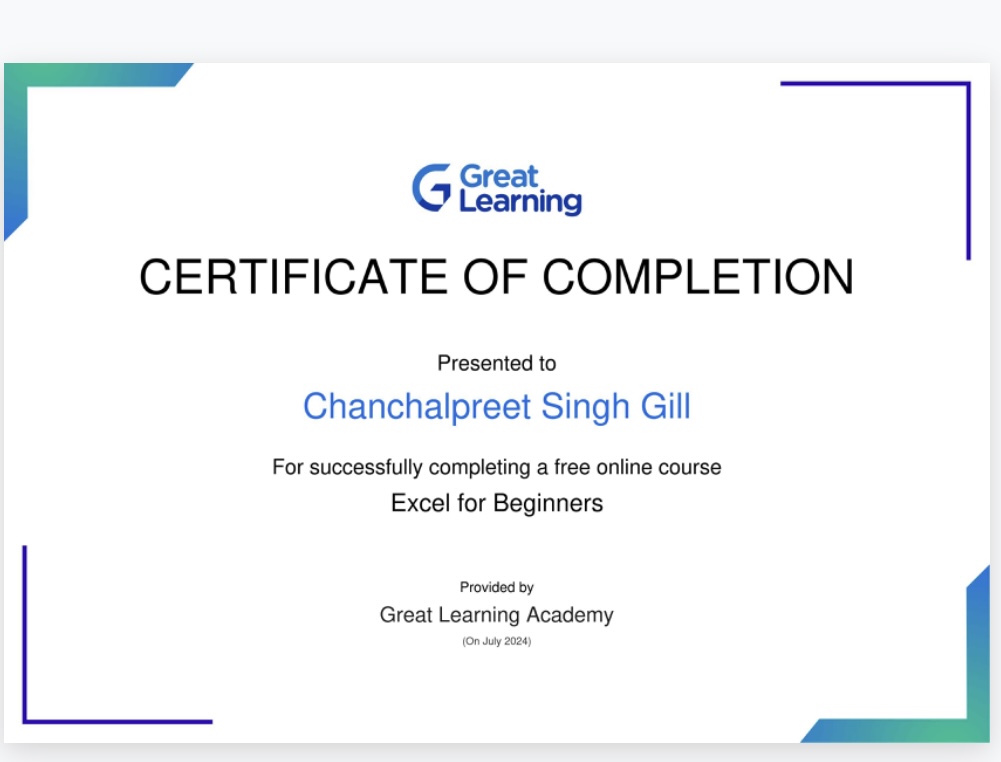 Great
Learning
CERTIFICATE OF COMPLETION
Presented to
Chanchalpreet Singh Gill
For successfully completing a free online course
Excel for Beginners
Provided by
Great Learning Academy
(On July 2024)